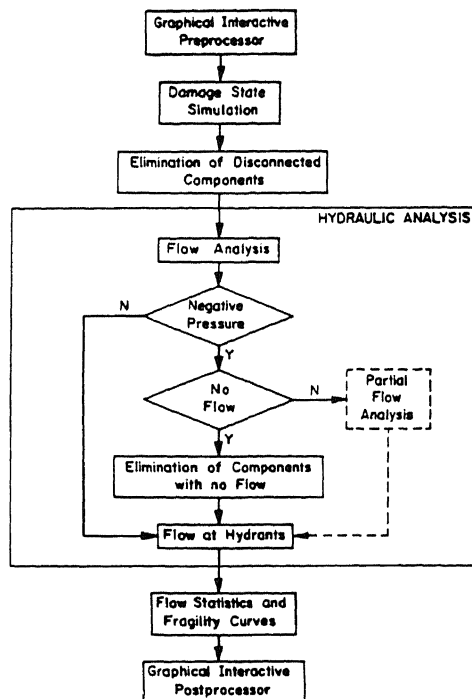 Graphical Interactive
Preprocessor
Damage State
Simulation
Elimination of Disconnected
Components
HYDRAULIC ANALYSIS
Flow Analysis
N
Negative
Pressure
Y
No
Flow
N
Partial
Flow
Analysis
Y
Elimination of Components
with no Flow
Flow at Hydrants
Flow Statistics and
Fragility Curves
Graphical Interactive
Postprocessor